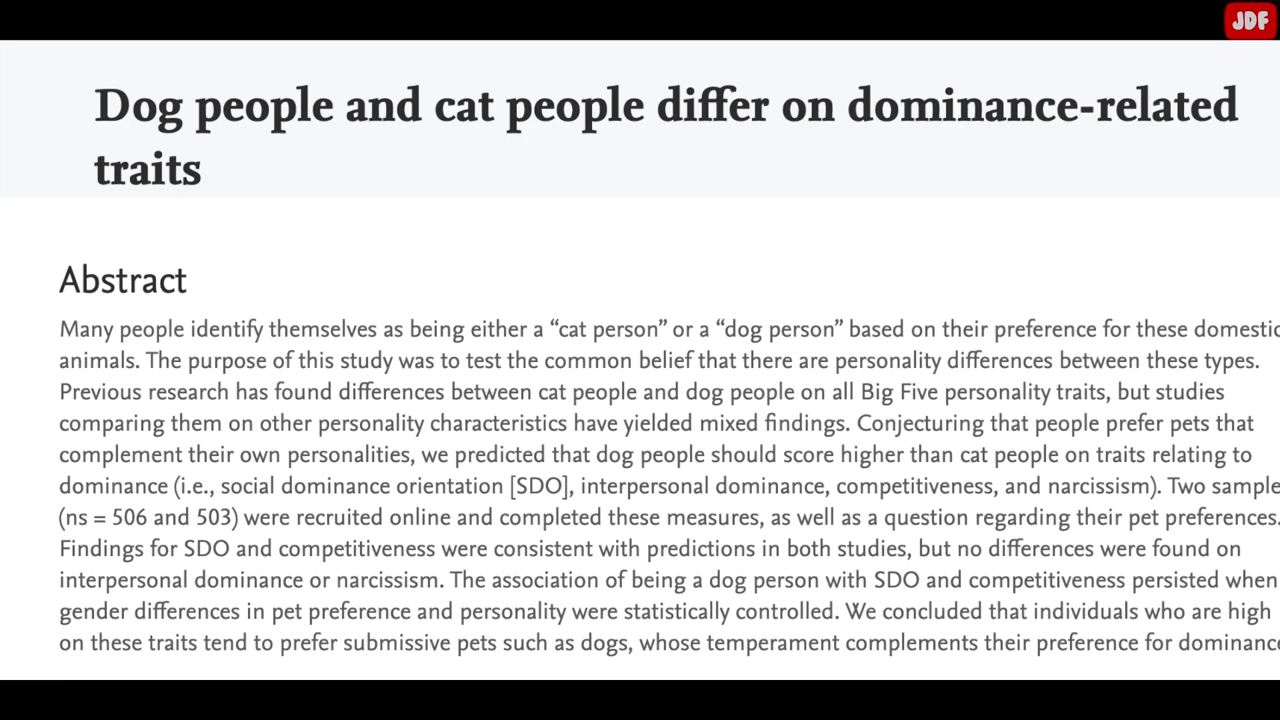 JDF
Dog people and cat people differ on dominance-related
traits
Abstract
Many people identify themselves as being either a “cat person” or a “dog person” based on their preference for these domestic
animals. The purpose of this study was to test the common belief that there are personality differences between these types.
Previous research has found differences between cat people and dog people on all Big Five personality traits, but studies
comparing them on other personality characteristics have yielded mixed findings. Conjecturing that people prefer pets that
complement their own personalities, we predicted that dog people should score higher than cat people on traits relating to
dominance (i.e., social dominance orientation [SDO], interpersonal dominance, competitiveness, and narcissism). Two sample
(ns = 506 and 503) were recruited online and completed these measures, as well as a question regarding their pet preferences.
Findings for SDO and competitiveness were consistent with predictions in both studies, but no differences were found on
interpersonal dominance or narcissism. The association of being a dog person with SDO and competitiveness persisted when
gender differences in pet preference and personality were statistically controlled. We concluded that individuals who are high
on these traits tend to prefer submissive pets such as dogs, whose temperament complements their preference for dominance